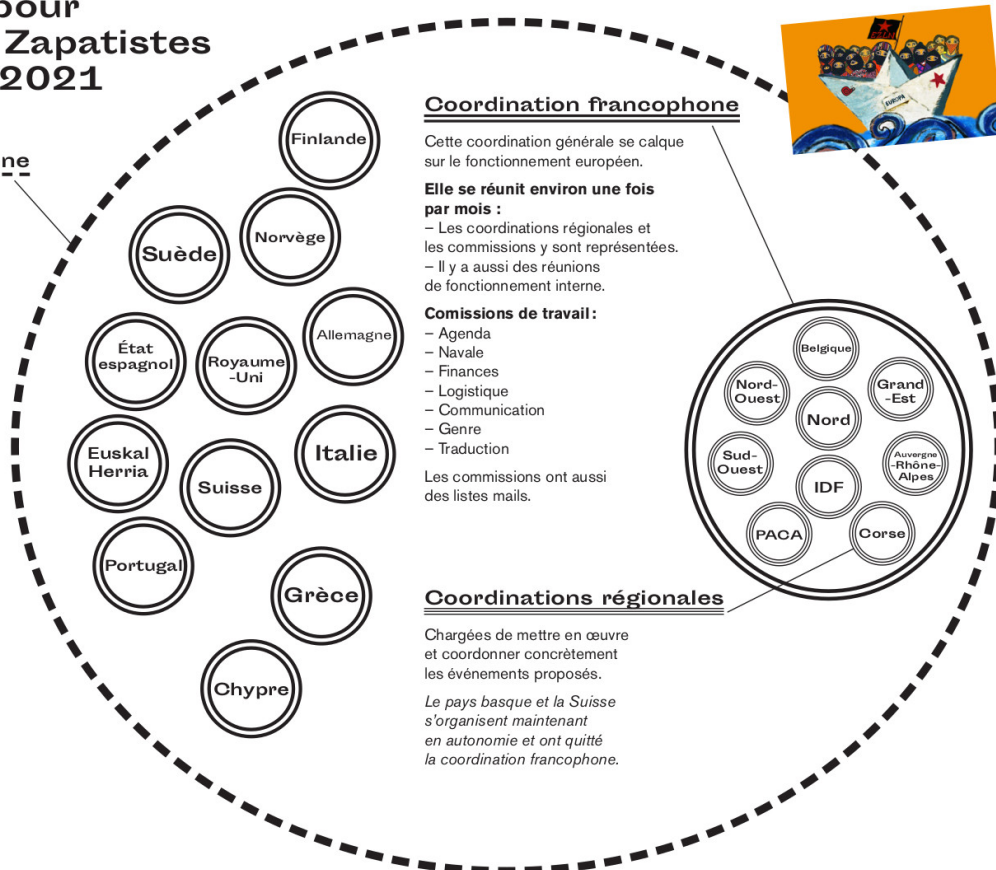 pour
Zapatistes
2021
ne
EZLN
EUROPA
Finlande
Norvège
Suède
Allemagne
État
espagnol
Royaume
-Uni
Euskal
Herria
Suisse
Italie
Portugal
Grèce
Chypre
Coordination francophone
Cette coordination générale se calque
sur le fonctionnement européen.
Elle se réunit environ une fois
par mois :
– Les coordinations régionales et
les commissions y sont représentées.
– Il y a aussi des réunions
de fonctionnement interne.
Comissions de travail :
– Agenda
– Navale
– Finances
– Logistique
– Communication
– Genre
– Traduction
Les commissions ont aussi
des listes mails.
Belgique
Nord-
Ouest
Grand
-Est
Nord
Sud-
Ouest
Auvergne
-Rhône-
Alpes
IDF
PACA
Corse
Coordinations régionales
Chargées de mettre en œuvre
et coordonner concrètement
les événements proposés.
Le pays basque et la Suisse
s'organisent maintenant
en autonomie et ont quitté
la coordination francophone.